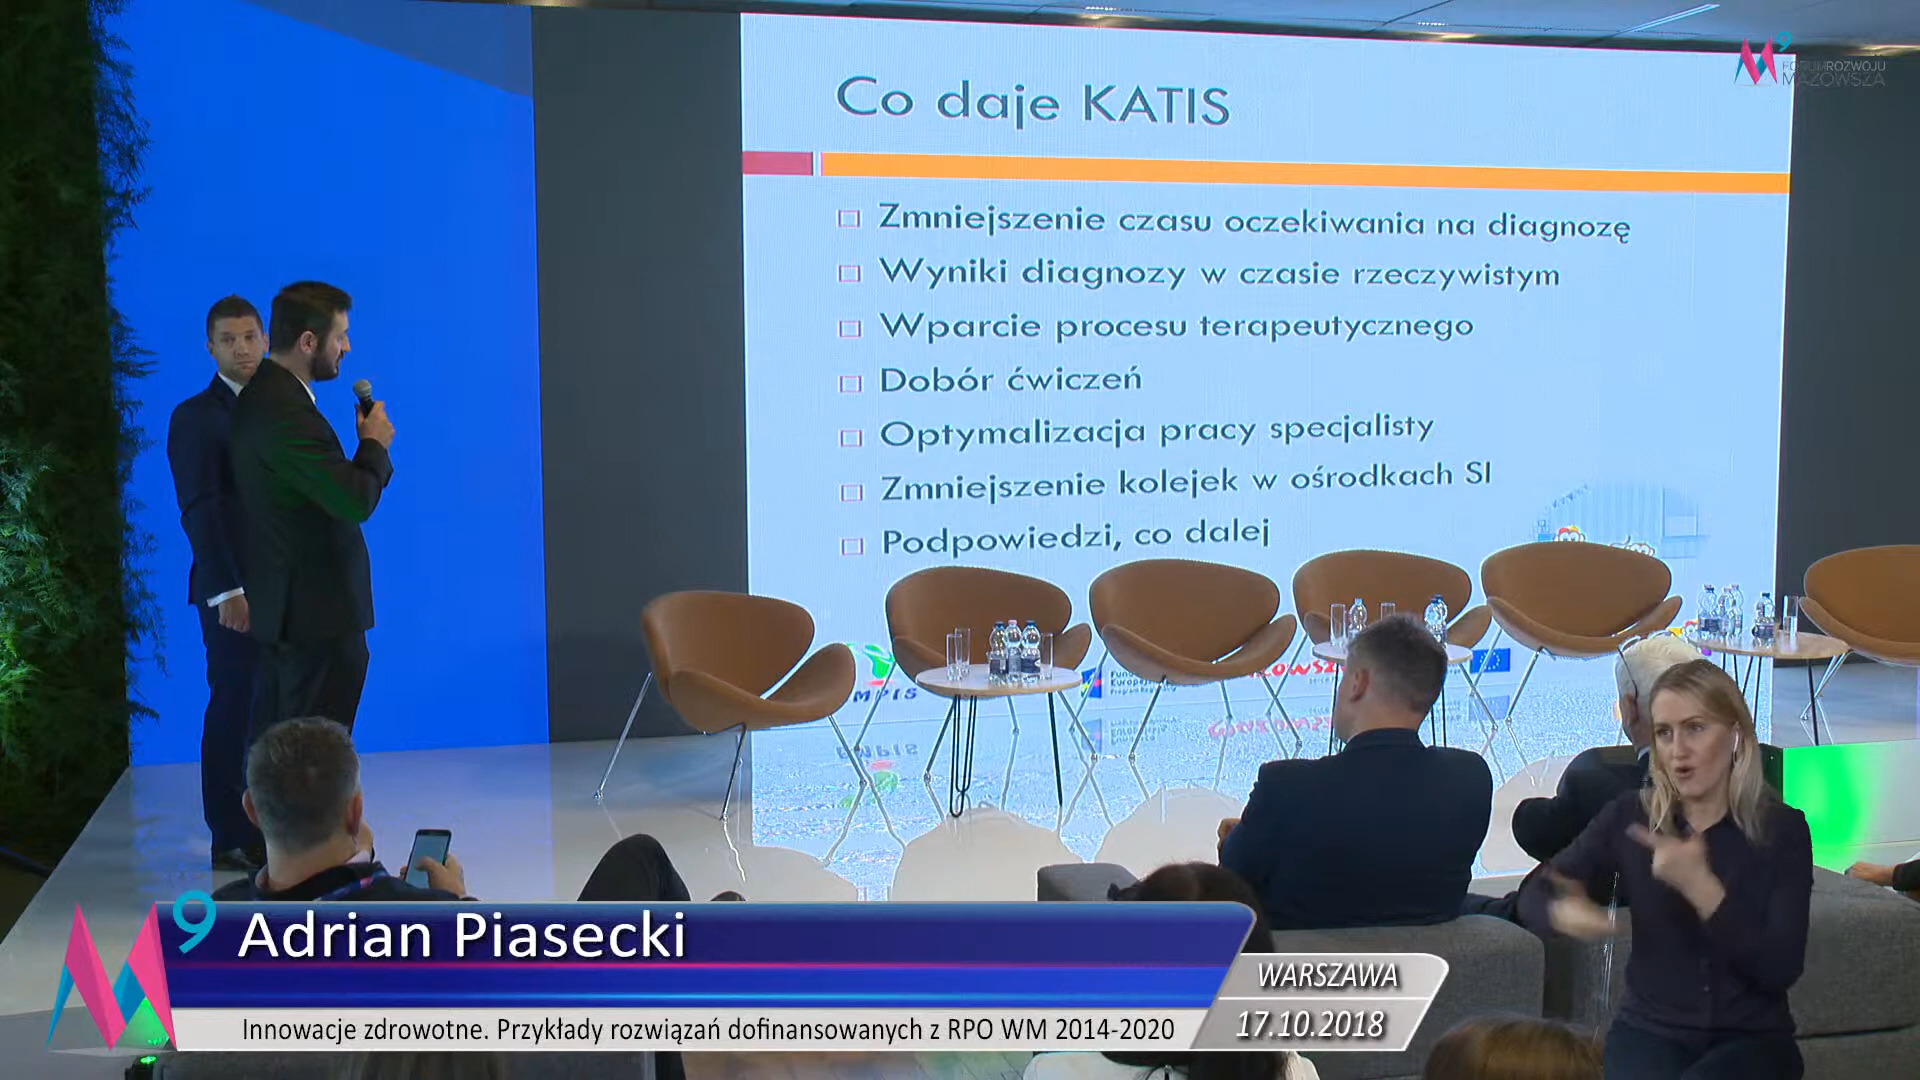 9
FORUMROZWOJU
MAZOWSZA
Co daje KATIS
Zmniejszenie czasu oczekiwania na diagnozę
Wyniki diagnozy w czasie rzeczywistym
Wparcie procesu terapeutycznego
Dobór ćwiczeń
Optymalizacja pracy specjalisty
Zmniejszenie kolejek w ośrodkach SI
Podpowiedzi, co dalej
9
Adrian Piasecki
WARSZAWA
Innowacje zdrowotne. Przykłady rozwiązań dofinansowanych z RPO WM 2014-2020
17.10.2018